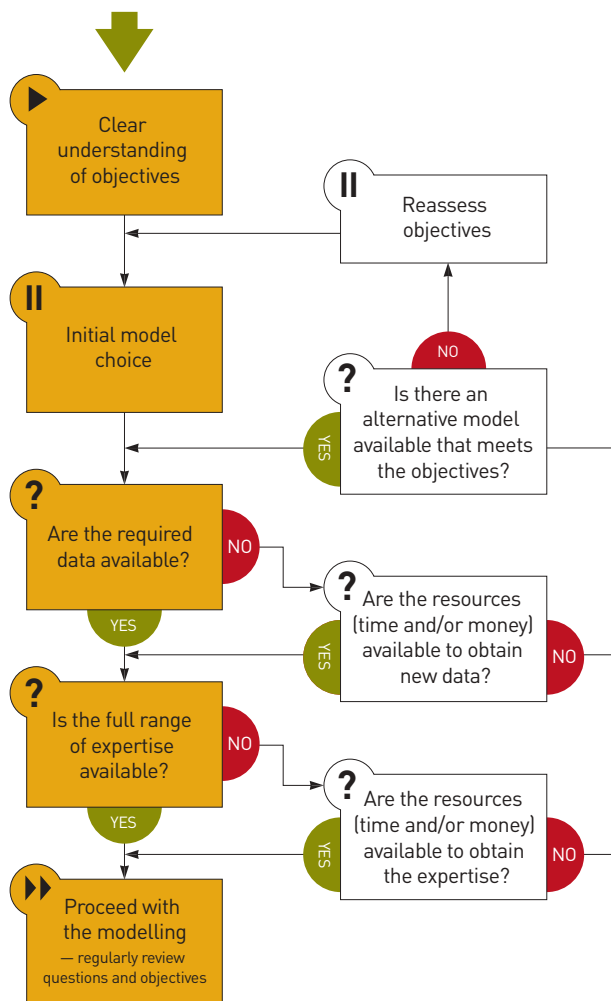 Clear
understanding
of objectives
Reassess
objectives
Initial model
choice
NO
?
Is there an
alternative model
available that meets
the objectives?
YES
?
Are the required
data available?
NO
YES
?
Are the resources
(time and/or money)
available to obtain
new data?
YES
NO
?
Is the full range
of expertise
available?
NO
YES
?
Are the resources
(time and/or money)
available to obtain
the expertise?
YES
NO
Proceed with
the modelling
— regularly review
questions and objectives